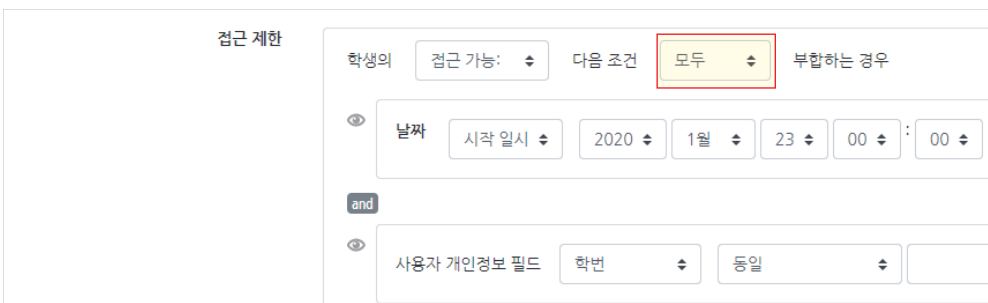 접근 제한
학생의 접근 가능: 다음 조건 모두 부합하는 경우
날짜 시작 일시 2020 1월 23 00 : 00
and
사용자 개인정보 필드 학번 동일